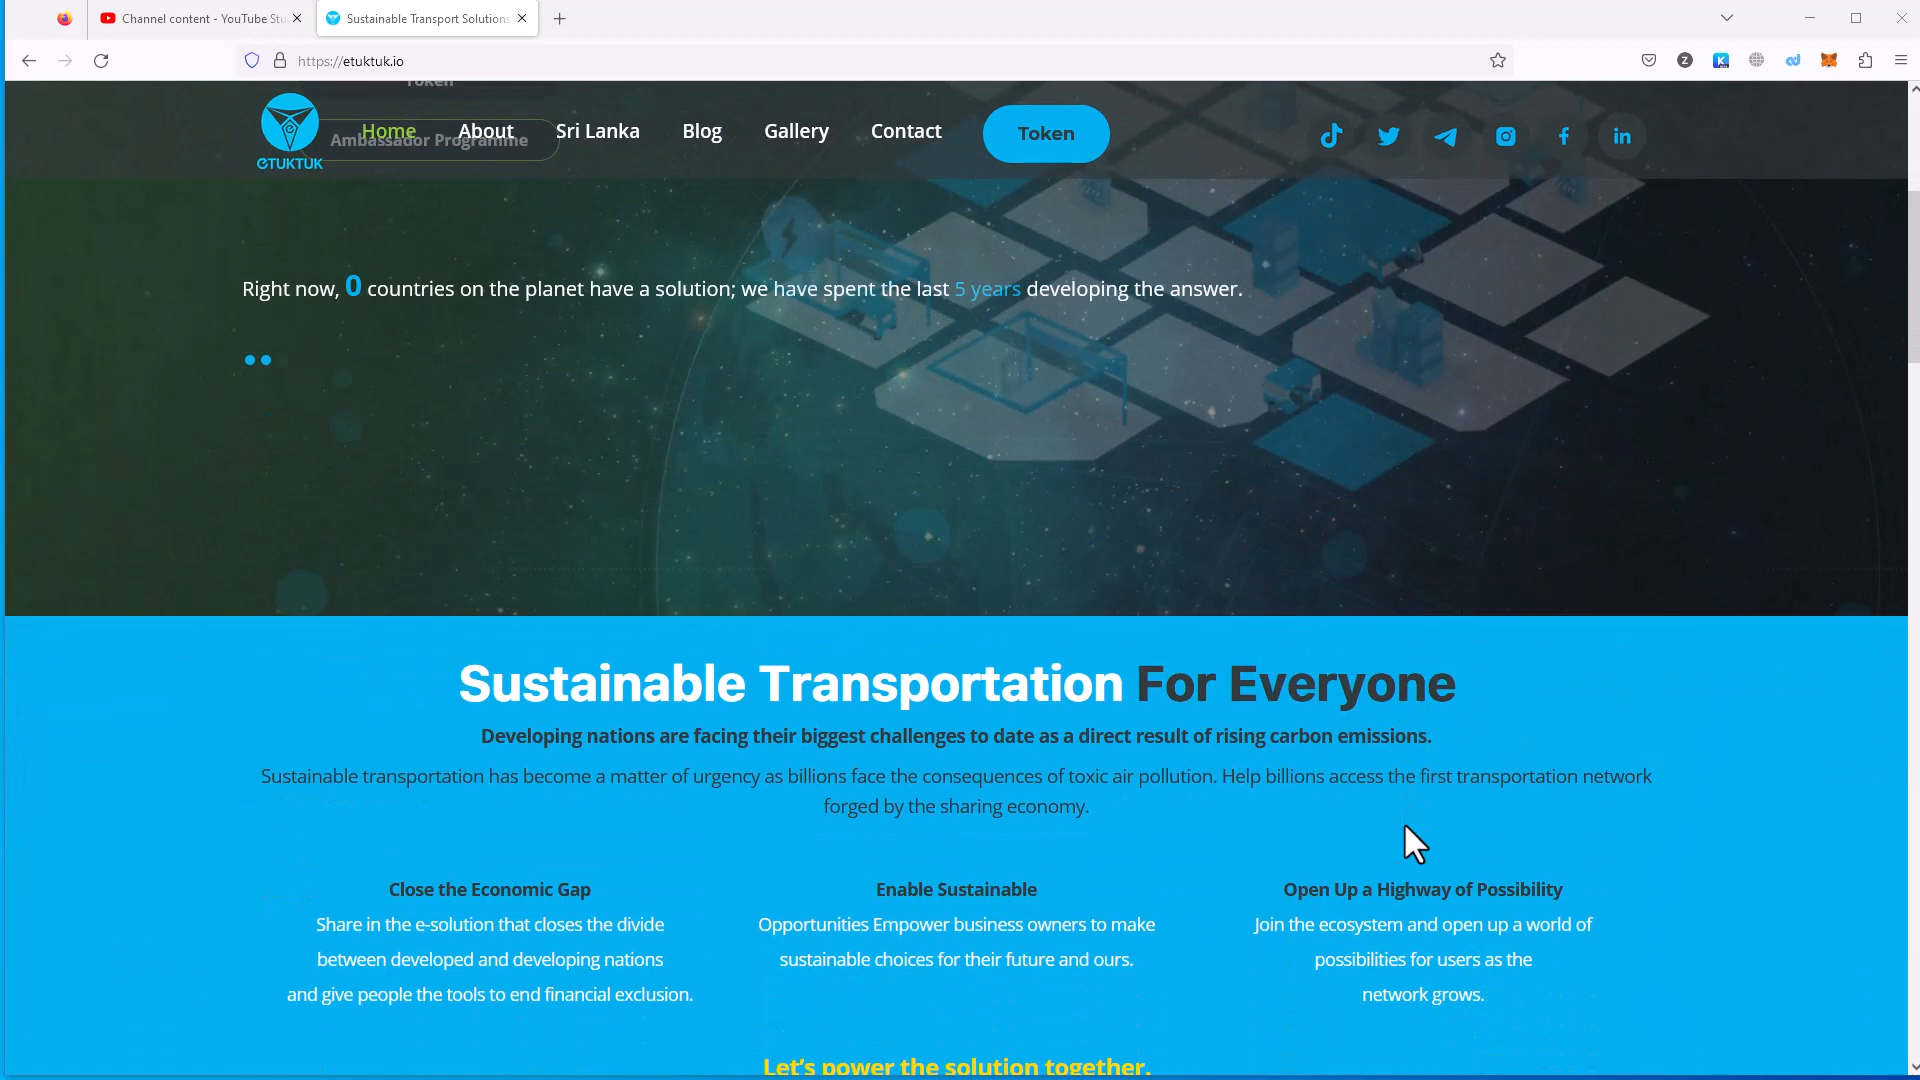 Channel content - YouTube Stu
Sustainable Transport Solutions
https://etuktuk.io
Token
Ambassador Programme
eTUKTUK
Home
About
Sri Lanka
Blog
Gallery
Contact
Token
Right now, 0 countries on the planet have a solution; we have spent the last 5 years developing the answer.
Sustainable Transportation For Everyone
Developing nations are facing their biggest challenges to date as a direct result of rising carbon emissions.
Sustainable transportation has become a matter of urgency as billions face the consequences of toxic air pollution. Help billions access the first transportation network
forged by the sharing economy.
Close the Economic Gap
Share in the e-solution that closes the divide
between developed and developing nations
and give people the tools to end financial exclusion.
Enable Sustainable
Opportunities Empower business owners to make
sustainable choices for their future and ours.
Open Up a Highway of Possibility
Join the ecosystem and open up a world of
possibilities for users as the
network grows.
Let's power the solution together.